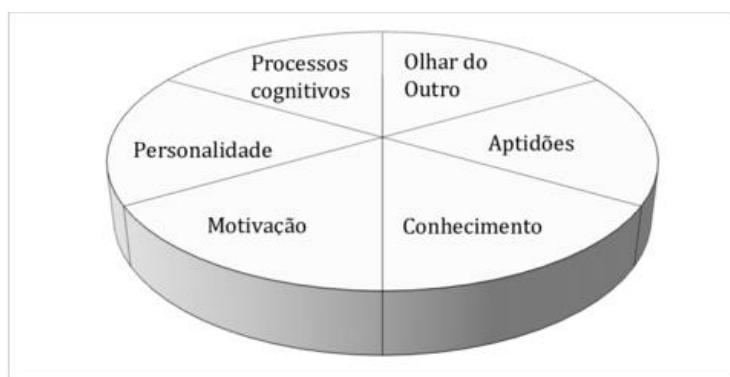 Processos
cognitivos
Olhar do
Outro
Personalidade
Aptidões
Motivação
Conhecimento